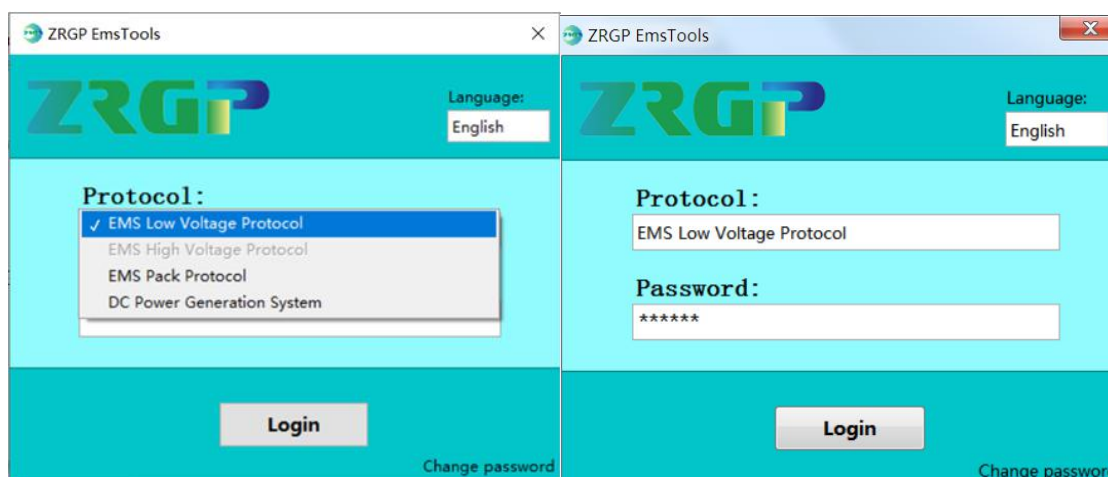 ZRGP EmsTools
ZRGP
Language:
English
Protocol:
✓ EMS Low Voltage Protocol
EMS High Voltage Protocol
EMS Pack Protocol
DC Power Generation System
Login
Change password
ZRGP EmsTools
ZRGP
Language:
English
Protocol:
EMS Low Voltage Protocol
Password:
******
Login
Change passwor